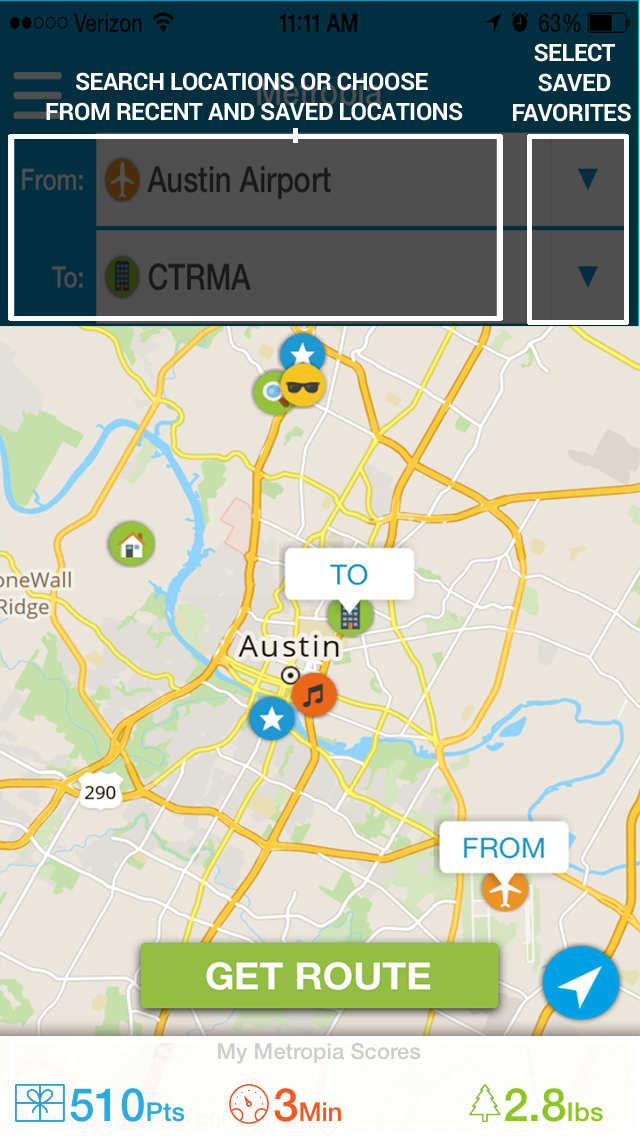 Verizon 11:11 AM 63%
SELECT
SAVED
FAVORITES
SEARCH LOCATIONS OR CHOOSE
FROM RECENT AND SAVED LOCATIONS
Metropia
From: Austin Airport
To: CTRMA
oneWall
Ridge
TO
Austin
290
FROM
GET ROUTE
My Metropia Scores
510Pts 3Min 2.8lbs